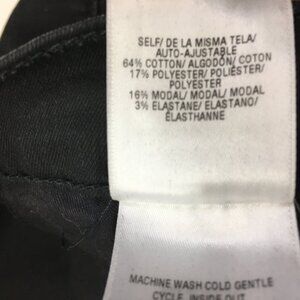 SELF/ DE LA MISMA TELA/
AUTO-AJUSTABLE
64% COTTON/ ALGODÓN/ COTON
17% POLYESTER/ POLIÉSTER/
POLYESTER
16% MODAL/ MODAL/ MODAL
3% ELASTANE/ ELASTANO/
ÉLASTHANNE
MACHINE WASH COLD GENTLE
CYCLE, INSIDE OUT